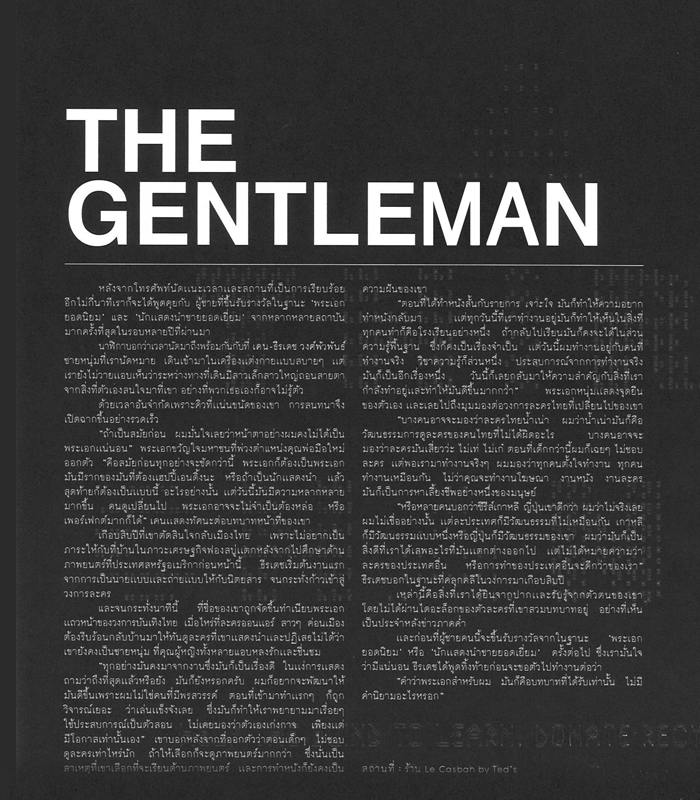 THE
GENTLEMAN
หลังจากโทรศัพท์นัดและเวลาและสถานที่เป็นการเรียบร้อย
อีกไม่กี่นาทีเราก็จะได้พูดคุยกับ ผู้ชายที่ขึ้นรับรางวัลในฐานะ 'พระเอก
ยอดนิยม' และ 'นักแสดงนำชายยอดเยี่ยม' จากหลากหลายสถาบัน
มากครั้งที่สุดในรอบหลายปีที่ผ่านมา
นาฬิกาบอกว่าเวลานัดมาถึงพร้อมกันกับที่ เคน-ธีรเดช วงศ์พัวพันธ์
ชายหนุ่มที่เรานัดหมาย เดินเข้ามาในเครื่องแต่งกายแบบสบายๆ แต่
เรายังไม่วายแอบเห็นว่าระหว่างทางที่เดินมีสาวเล็กสาวใหญ่ถอนสายตา
จากสิ่งที่ตัวเองสนใจมาที่เขา อย่างที่พวกเธอเองก็อาจไม่รู้ตัว
ด้วยเวลาอันจำกัดเพราะคิวที่แน่นขนัดของเขา การสนทนาจึง
เปิดฉากขึ้นอย่างรวดเร็ว
"ถ้าเป็นสมัยก่อน ผมมั่นใจเลยว่าหน้าตาอย่างผมคงไม่ได้เป็น
พระเอกแน่นอน" พระเอกขวัญใจมหาชนที่พ่วงตำแหน่งคุณพ่อมือใหม่
ออกตัว "คือสมัยก่อนทุกอย่างจะชัดกว่านี้ พระเอกก็ต้องเป็นพระเอก
มันมีรากของมันที่ต้องแฮปปี้เอนดิ้งนะ หรือถ้าเป็นนักแสดงนำ แล้ว
สุดท้ายก็ต้องเป็นแบบนี้ อะไรอย่างนั้น แต่วันนี้มันมีความหลากหลาย
มากขึ้น คนดูเปลี่ยนไป พระเอกอาจจะไม่จำเป็นต้องหล่อ หรือ
เพอร์เฟกต์มากก็ได้" เคนแสดงทัศนะต่อบทบาทหน้าที่ของเขา
เกือบสิบปีที่เขาตัดสินใจกลับเมืองไทย เพราะไม่อยากเป็น
ภาระให้กับที่บ้านในภาวะเศรษฐกิจฟองสบู่แตกหลังจากไปศึกษาด้าน
ภาพยนตร์ที่ประเทศสหรัฐอเมริกาก่อนหน้านี้ ธีรเดชเริ่มต้นงานแรก
จากการเป็นนายแบบและถ่ายแบบให้กับนิตยสาร จนกระทั่งก้าวเข้าสู่
วงการละคร
และจนกระทั่งนาทีนี้ ที่ชื่อของเขาถูกจัดขึ้นทำเนียบพระเอก
แถวหน้าของวงการบันเทิงไทย เมื่อไหร่ที่ละครออนแอร์ สาวๆ ค่อนเมือง
ต้องรีบร้อนกลับบ้านมาให้ทันดูละครที่เขาแสดงนำและปฏิเสธไม่ได้ว่า
เขายังคงเป็นชายหนุ่ม ที่คุณผู้หญิงทั้งหลายแอบหลงรักและชื่นชม
"ทุกอย่างมันคงมาจากงานซึ่งมันก็เป็นเรื่องดี ในแง่การแสดง
ถามว่าถึงที่สุดแล้วหรือยัง มันก็ยังหรอกครับ ผมก็อยากจะพัฒนาให้
มันดีขึ้นเพราะผมไม่ใช่คนที่มีพรสวรรค์ ตอนที่เข้ามาทำแรกๆ ก็ถูก
วิจารณ์เยอะ ว่าเล่นแข็งจังเลย ซึ่งมันก็ทำให้เราพยายามมาเรื่อยๆ
ใช้ประสบการณ์เป็นตัวสอน ไม่เคยมองว่าตัวเองเก่งกาจ เพียงแต่
มีโอกาสเท่านั้นเอง" เขาบอกหลังจากที่ออกตัวว่าตอนเด็กๆ ไม่ชอบ
ดูละครเท่าไหร่นัก ถ้าให้เลือกก็จะดูภาพยนตร์มากกว่า ซึ่งนั่นเป็น
สาเหตุที่เขาเลือกที่จะเรียนด้านภาพยนตร์ และการทำหนังก็ยังคงเป็น
ความฝันของเขา
"ตอนที่ได้ทำหนังสั้นกับรายการ เจาะใจ มันก็ทำให้ความอยาก
ทำหนังกลับมา แต่ทุกวันนี้ที่เราทำงานอยู่มันก็ทำให้เห็นในสิ่งที่
ทุกคนทำก็คือโรงเรียนอย่างหนึ่ง ถ้ากลับไปเรียนมันก็คงจะได้ในส่วน
ความรู้พื้นฐาน ซึ่งก็คงเป็นเรื่องจำเป็น แต่วันนี้ผมทำงานอยู่กับคนที่
ทำงานจริง วิชาความรู้ก็ส่วนหนึ่ง ประสบการณ์จากการทำงานจริง
มันก็เป็นอีกเรื่องหนึ่ง วันนี้ก็เลยกลับมาให้ความสำคัญกับสิ่งที่เรา
กำลังทำอยู่และทำให้มันดีขึ้นมากกว่า" พระเอกหนุ่มแสดงจุดยืน
ของตัวเอง และเลยไปถึงมุมมองต่อวงการละครไทยที่เปลี่ยนไปของเขา
"บางคนอาจจะมองว่าละครไทยน้ำเน่า ผมว่าน้ำเน่ามันก็คือ
วัฒนธรรมการดูละครของคนไทยที่ไม่ได้ผิดอะไร บางคนอาจจะ
มองว่าละครมันเสี่ยวว่ะ ไม่เท่ ไม่เก๋ ตอนที่เด็กกว่านี้ผมก็เฉยๆ ไม่ชอบ
ละคร แต่พอเรามาทำงานจริงๆ ผมมองว่าทุกคนตั้งใจทำงาน ทุกคน
ทำงานเหมือนกัน ไม่ว่าคุณจะทำงานโฆษณา งานหนัง งานละคร
มันก็เป็นการหาเลี้ยงชีพอย่างหนึ่งของมนุษย์
"หรือหลายคนบอกว่าซีรีส์เกาหลี ญี่ปุ่นเขาดีกว่า ผมว่าไม่จริงเลย
ผมไม่เชื่ออย่างนั้น แต่ละประเทศก็มีวัฒนธรรมที่ไม่เหมือนกัน เกาหลี
ก็มีวัฒนธรรมแบบหนึ่งหรือญี่ปุ่นก็มีวัฒนธรรมของเขา ผมว่ามันก็เป็น
สิ่งดีที่เราได้เสพอะไรที่มันแตกต่างออกไป แต่ไม่ได้หมายความว่า
ละครของประเทศอื่น หรือการทำของประเทศอื่นจะดีกว่าของเรา"
ธีรเดชบอกในฐานะที่คลุกคลีในวงการมาเกือบสิบปี
เหล่านี้คือสิ่งที่เราได้ยินจากปากและรับรู้จากตัวตนของเขา
โดยไม่ได้ผ่านไดอะล็อกของตัวละครที่เขาสวมบทบาทอยู่ อย่างที่เห็น
เป็นประจำหลังข่าวภาคค่ำ
และก่อนที่ผู้ชายคนนี้จะขึ้นรับรางวัลจากในฐานะ 'พระเอก
ยอดนิยม' หรือ 'นักแสดงนำชายยอดเยี่ยม' ครั้งต่อไป ซึ่งเรามั่นใจ
ว่ามีแน่นอน ธีรเดชได้พูดทิ้งท้ายก่อนจะขอตัวไปทำงานต่อว่า
"คำว่าพระเอกสำหรับผม มันก็คือบทบาทที่ได้รับเท่านั้น ไม่มี
คำนิยามอะไรหรอก"
สถานที่ : ร้าน Le Casbah by Ted's